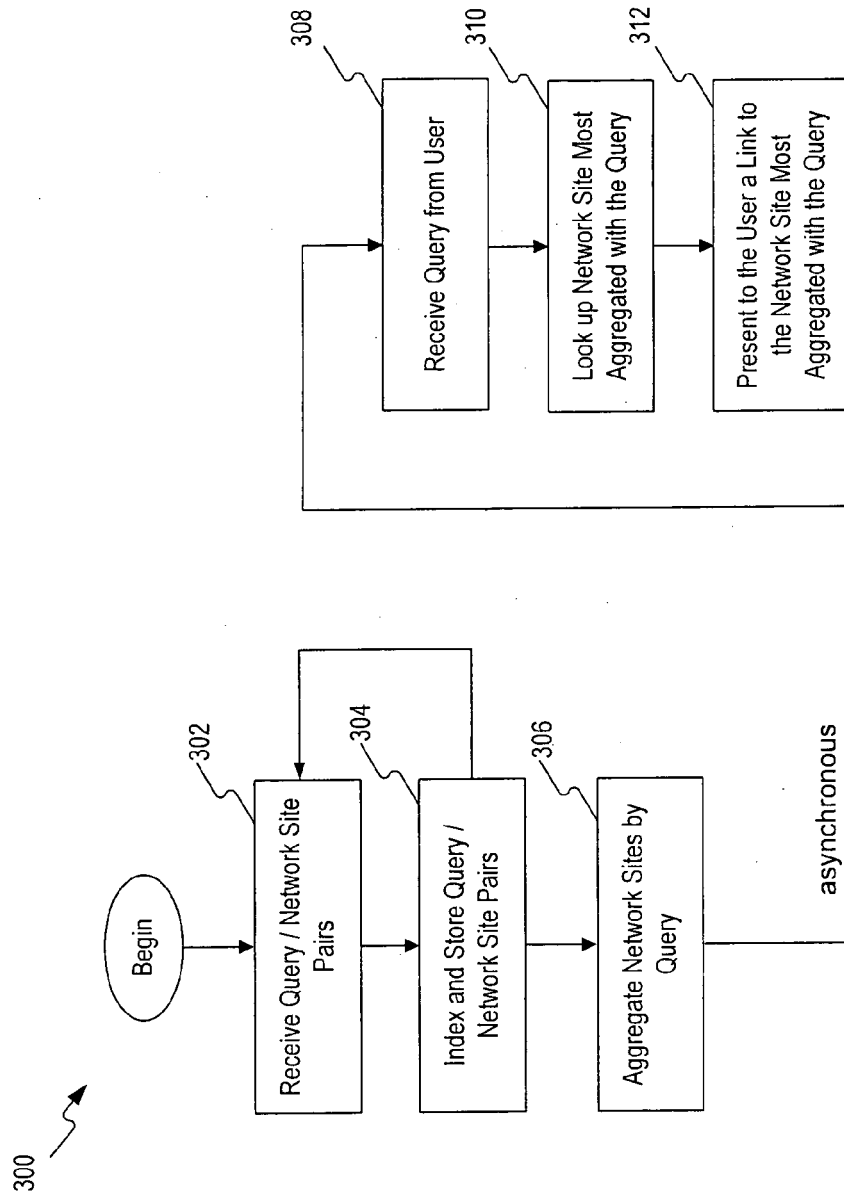 300
Begin
302
Receive Query / Network Site
Pairs
304
Index and Store Query /
Network Site Pairs
306
Aggregate Network Sites by
Query
asynchronous
308
Receive Query from User
310
Look up Network Site Most
Aggregated with the Query
312
Present to the User a Link to
the Network Site Most
Aggregated with the Query